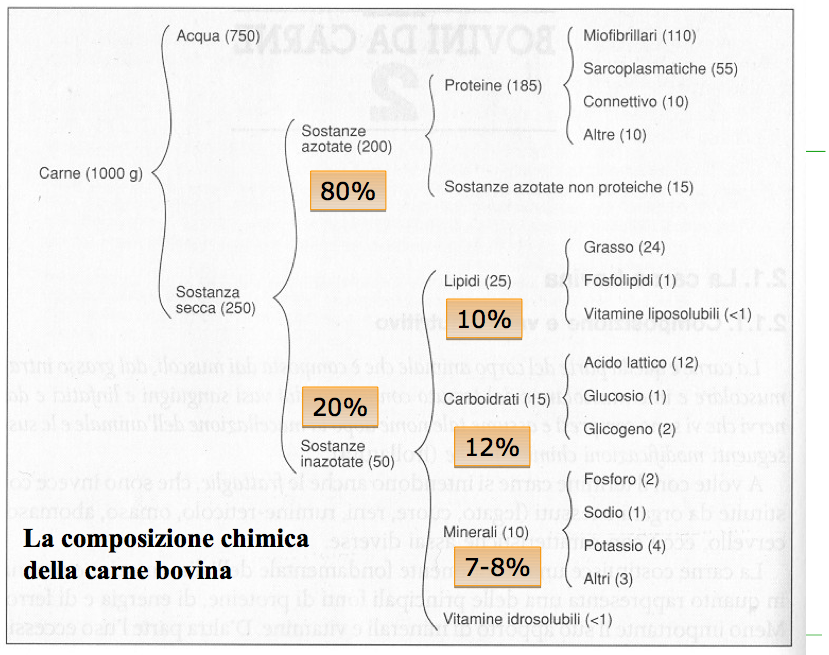 Acqua (750)
Carne (1000 g)
Sostanza
secca (250)
Sostanze
azotate (200)
80%
20%
Sostanze
inazotate (50)
Proteine (185)
Sostanze azotate non proteiche (15)
Miofibrillari (110)
Sarcoplasmatiche (55)
Connettivo (10)
Altre (10)
Lipidi (25)
10%
Grasso (24)
Fosfolipidi (1)
Vitamine liposolubili (<1)
Carboidrati (15)
12%
Acido lattico (12)
Glucosio (1)
Glicogeno (2)
Minerali (10)
7-8%
Fosforo (2)
Sodio (1)
Potassio (4)
Altri (3)
Vitamine idrosolubili (<1)
La composizione chimica
della carne bovina